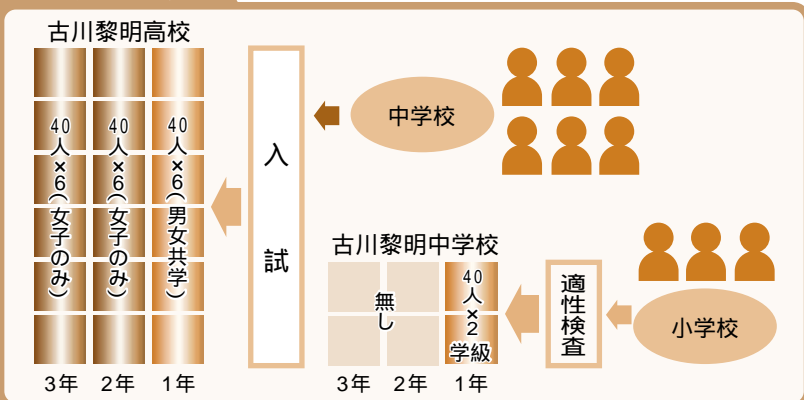 古川黎明高校
40人×6(女子のみ)
40人×6(女子のみ)
40人×6(男女共学)
3年 2年 1年
入試
中学校
古川黎明中学校
無し
40人×2学級
3年 2年 1年
適性検査
小学校